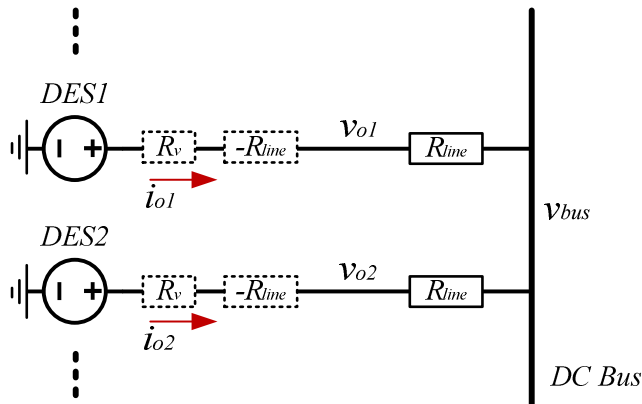 DES1
- + Rv -Rline vo1 Rline
io1
vbus
DES2
- + Rv -Rline vo2 Rline
io2
DC Bus